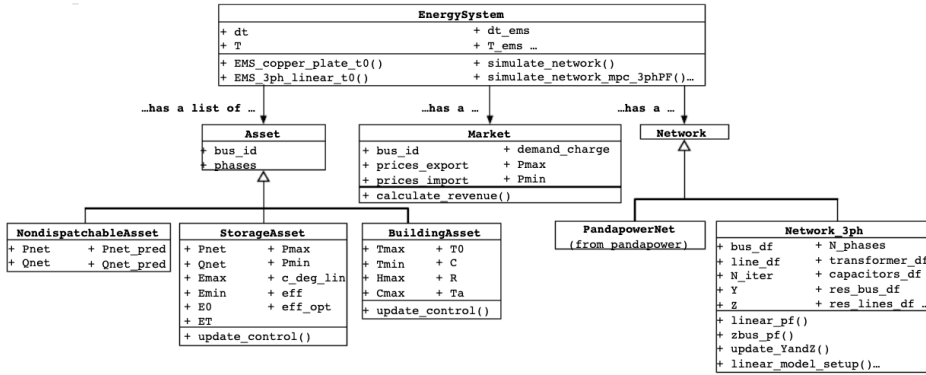 EnergySystem
+ dt + dt_ems
+ T + T_ems …
+ EMS_copper_plate_t0() + simulate_network()
+ EMS_3ph_linear_t0() + simulate_network_mpc_3phPF()…
…has a list of … …has a … …has a …
Asset
+ bus_id
+ phases
Market
+ bus_id + demand_charge
+ prices_export + Pmax
+ prices_import + Pmin
+ calculate_revenue()
Network
NondispatchableAsset
+ Pnet + Pnet_pred
+ Qnet + Qnet_pred
StorageAsset
+ Pnet + Pmax
+ Qnet + Pmin
+ Emax + c_deg_lin
+ Emin + eff
+ E0 + eff_opt
+ ET
+ update_control()
BuildingAsset
+ Tmax + T0
+ Tmin + C
+ Hmax + R
+ Cmax + Ta
+ update_control()
PandapowerNet
(from pandapower)
Network_3ph
+ bus_df + N_phases
+ line_df + transformer_df
+ N_iter + capacitors_df
+ Y + res_bus_df
+ Z + res_lines_df …
+ linear_pf()
+ zbus_pf()
+ update_YandZ()
+ linear_model_setup()…